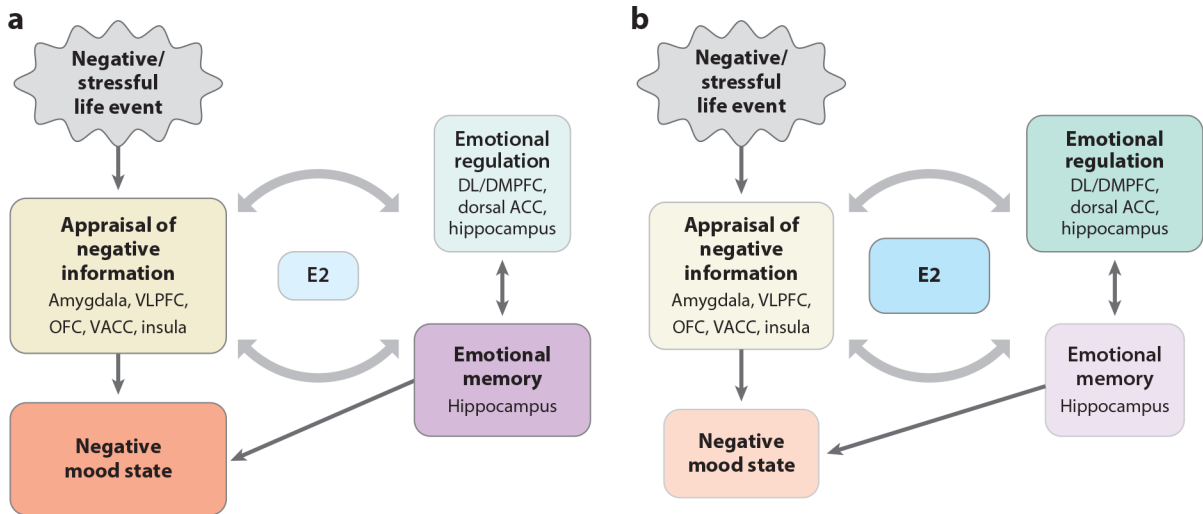 a
Negative/
stressful
life event
Appraisal of
negative
information
Amygdala, VLPFC,
OFC, VACC, insula
Negative
mood state
E2
Emotional
regulation
DL/DMPFC,
dorsal ACC,
hippocampus
Emotional
memory
Hippocampus
b
Negative/
stressful
life event
Appraisal of
negative
information
Amygdala, VLPFC,
OFC, VACC, insula
Negative
mood state
E2
Emotional
regulation
DL/DMPFC,
dorsal ACC,
hippocampus
Emotional
memory
Hippocampus